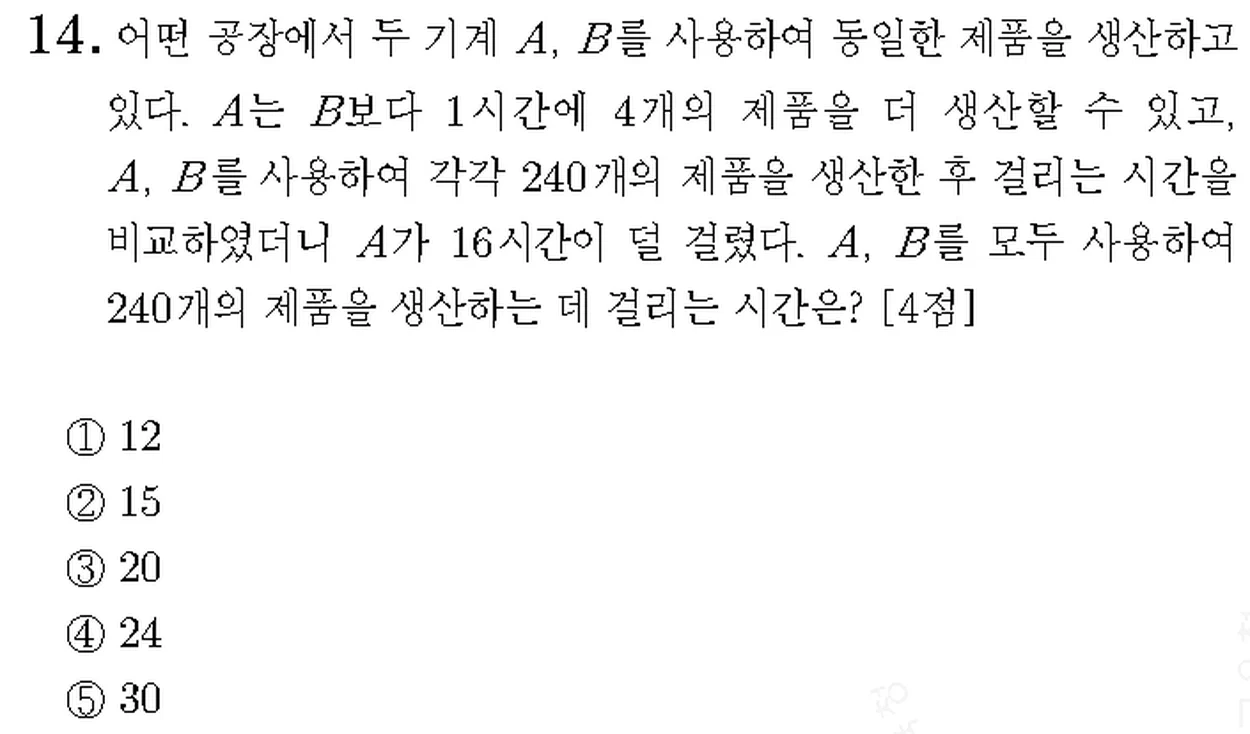 14. 어떤 공장에서 두 기계 A, B를 사용하여 동일한 제품을 생산하고
있다. A는 B보다 1시간에 4개의 제품을 더 생산할 수 있고,
A, B를 사용하여 각각 240개의 제품을 생산한 후 걸리는 시간을
비교하였더니 A가 16시간이 덜 걸렸다. A, B를 모두 사용하여
240개의 제품을 생산하는 데 걸리는 시간은? [4점]
① 12
② 15
③ 20
④ 24
⑤ 30